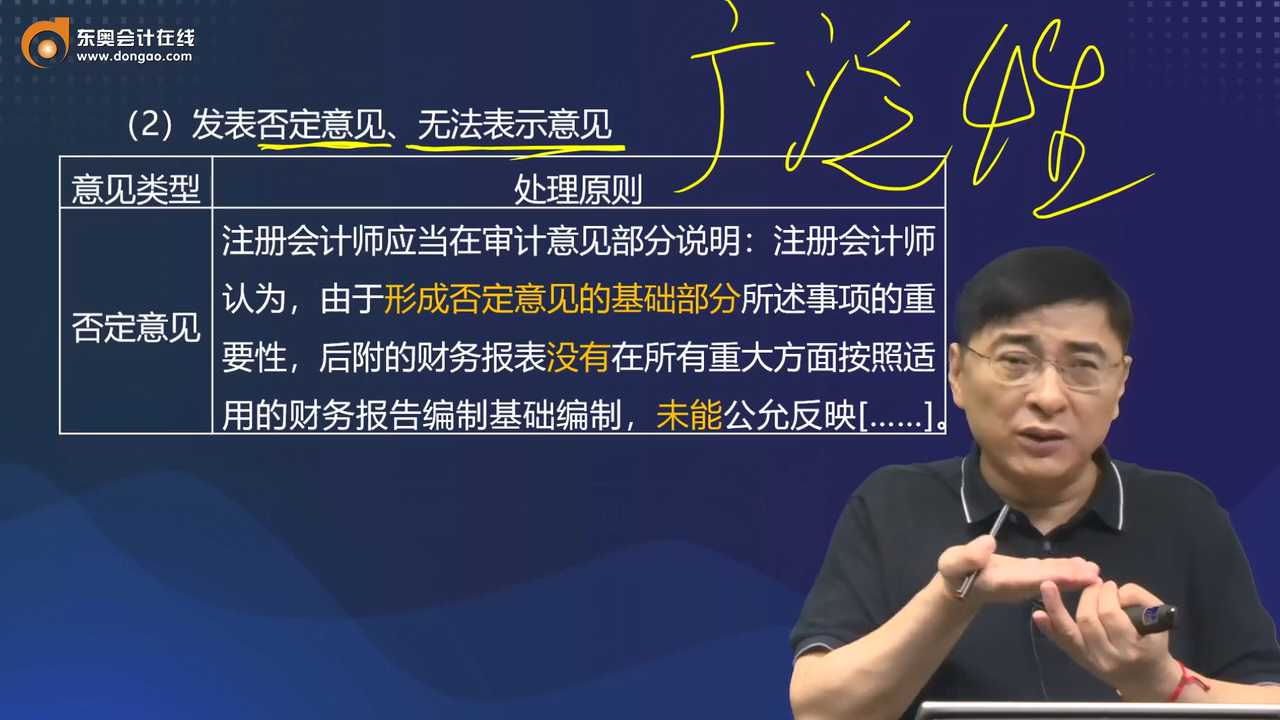 东奥会计在线
www.dongao.com
广泛性
（2）发表否定意见、无法表示意见
意见类型
处理原则
否定意见
注册会计师应当在审计意见部分说明：注册会计师
认为，由于形成否定意见的基础部分所述事项的重
要性，后附的财务报表没有在所有重大方面按照适
用的财务报告编制基础编制，未能公允反映[……]。